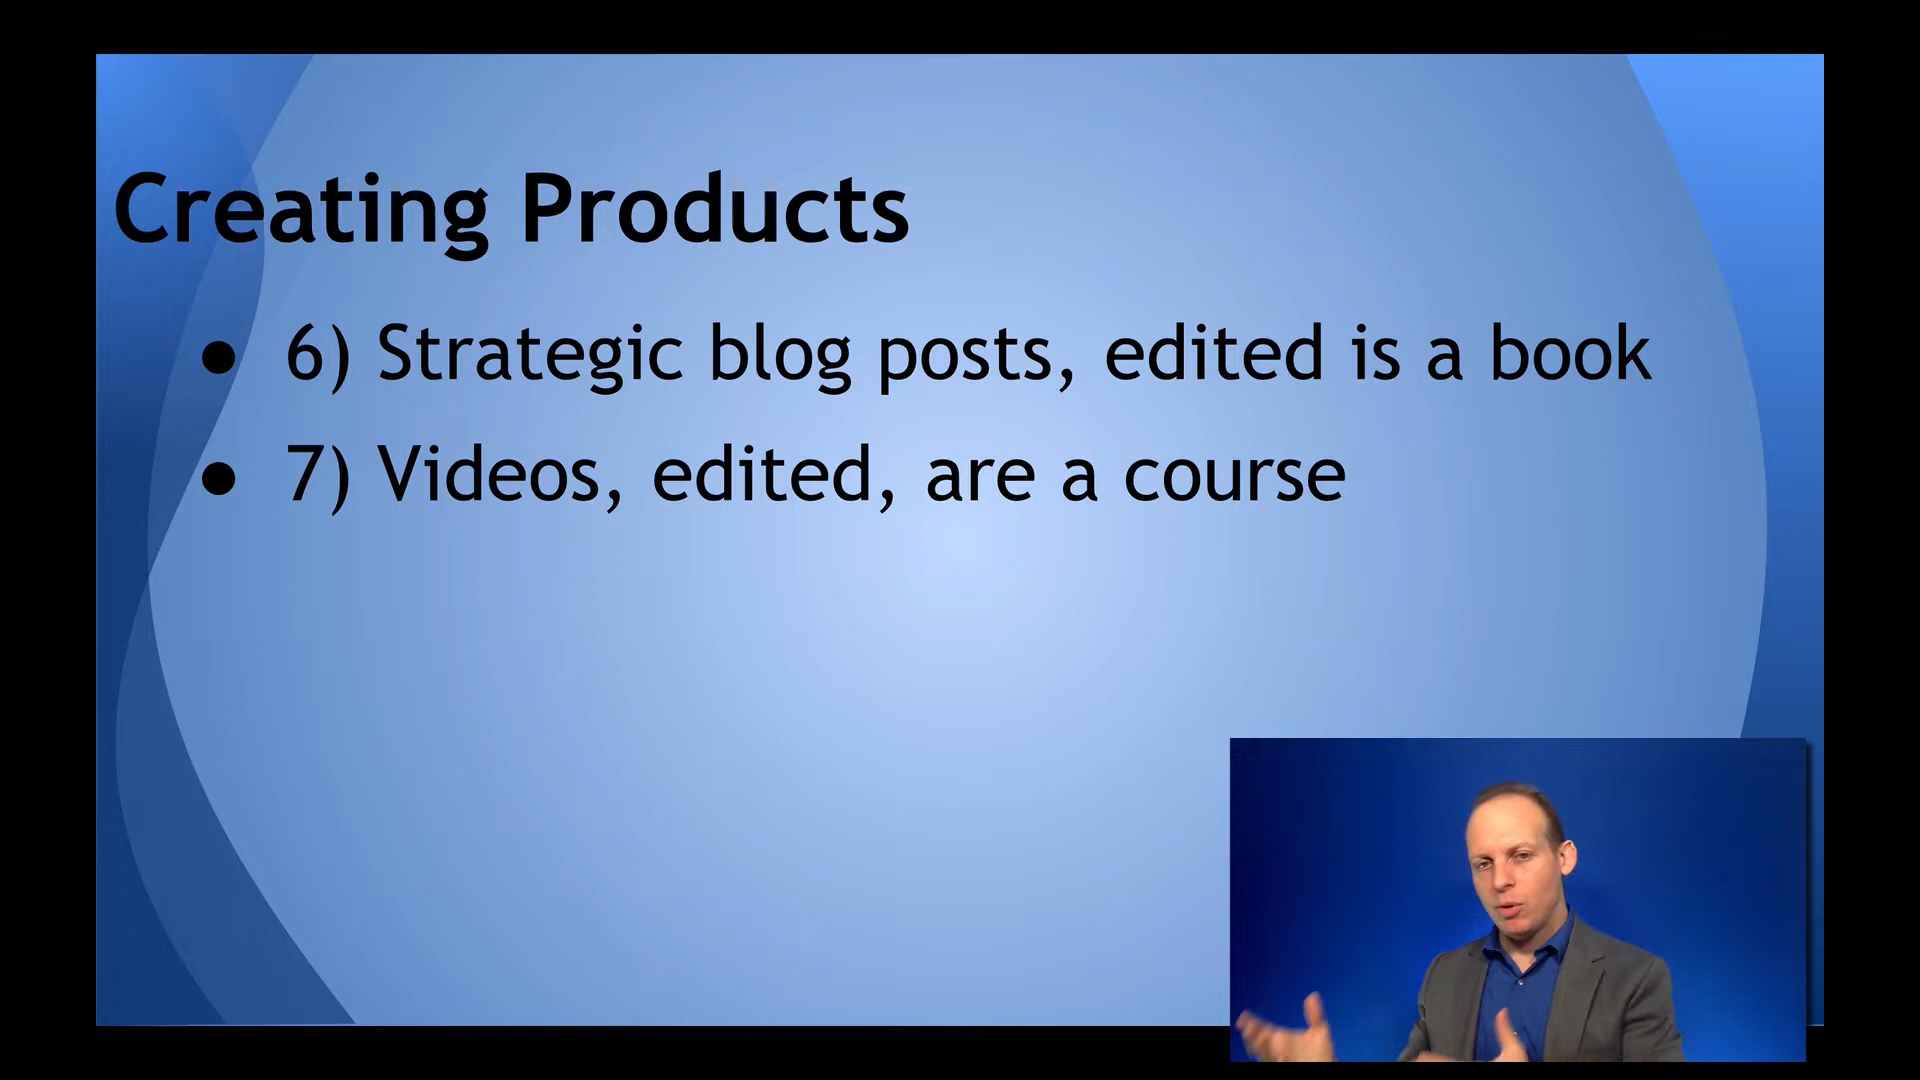 Creating Products
● 6) Strategic blog posts, edited is a book
● 7) Videos, edited, are a course